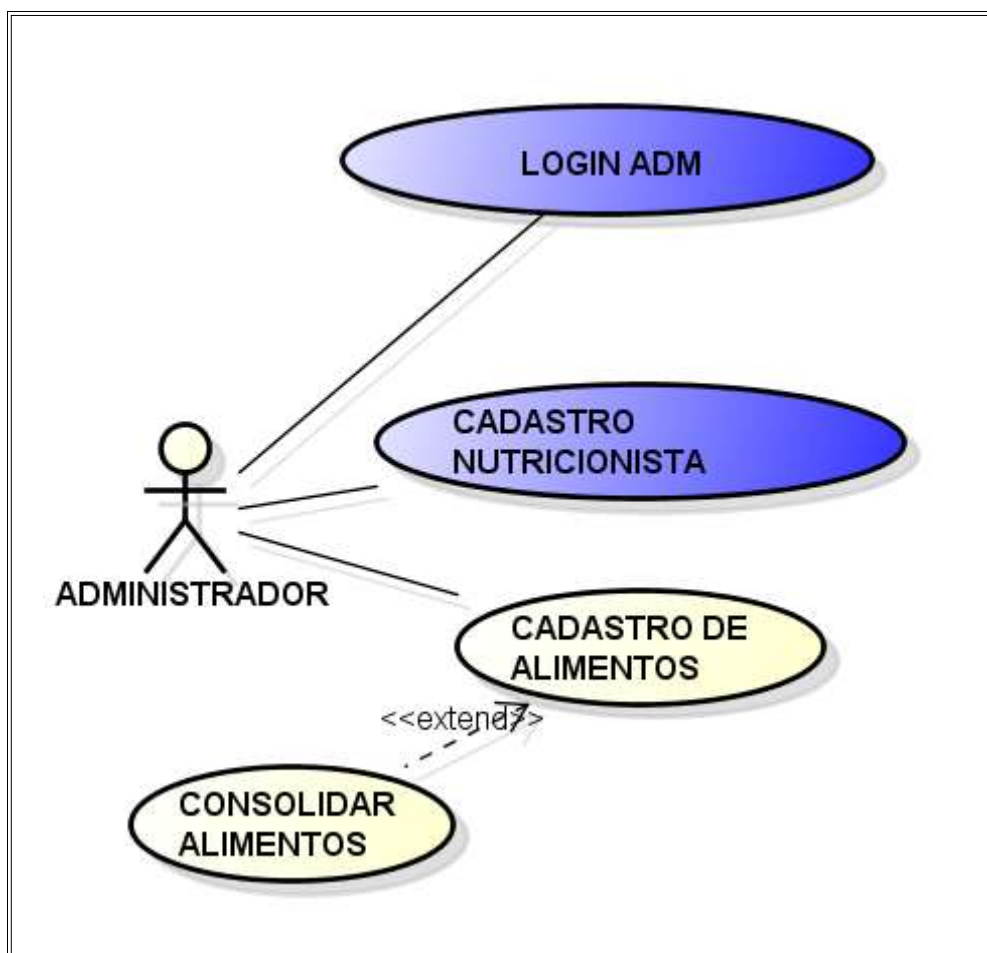 LOGIN ADM
CADASTRO
NUTRICIONISTA
ADMINISTRADOR
CADASTRO DE
ALIMENTOS
<<extend>>
CONSOLIDAR
ALIMENTOS